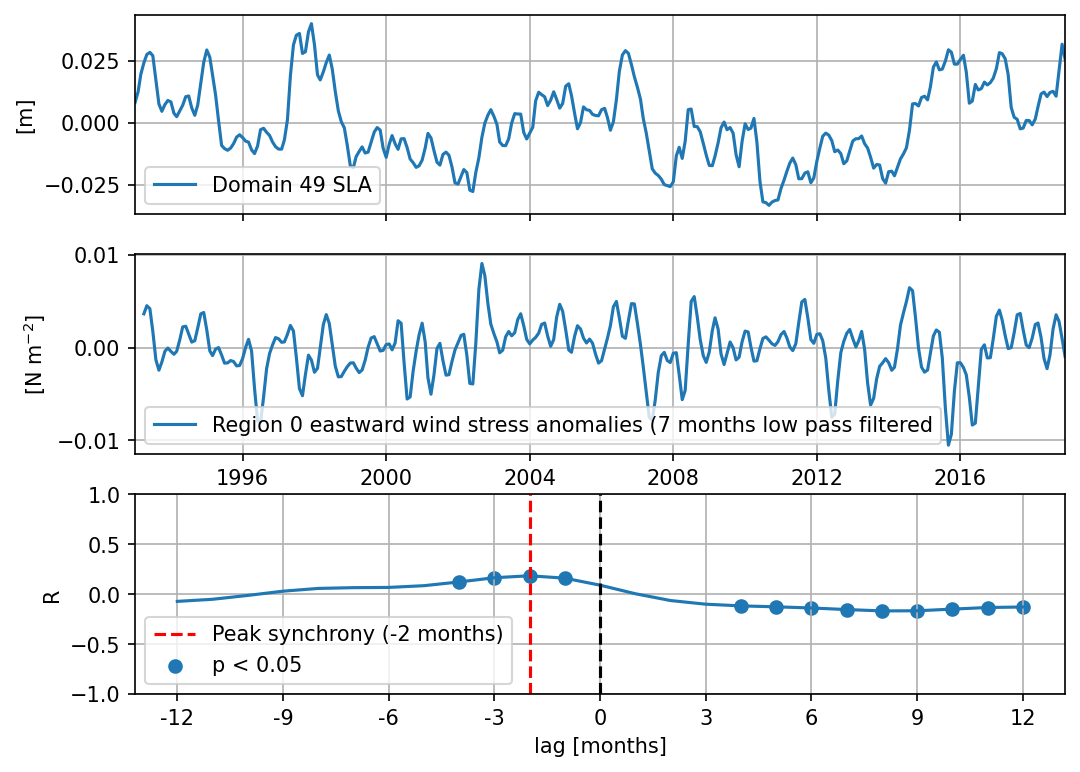 0.025
0.000
−0.025
[m]
Domain 49 SLA
0.01
0.00
−0.01
[N m⁻²]
Region 0 eastward wind stress anomalies (7 months low pass filtered
1996 2000 2004 2008 2012 2016
1.0
0.5
0.0
−0.5
−1.0
R
Peak synchrony (-2 months)
p < 0.05
-12 -9 -6 -3 0 3 6 9 12
lag [months]